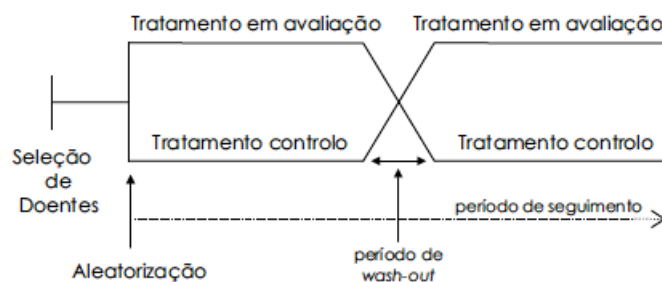 Tratamento em avaliação
Tratamento em avaliação
Tratamento controlo
Tratamento controlo
Seleção
de
Doentes
período de seguimento
Aleatorização
período de
wash-out